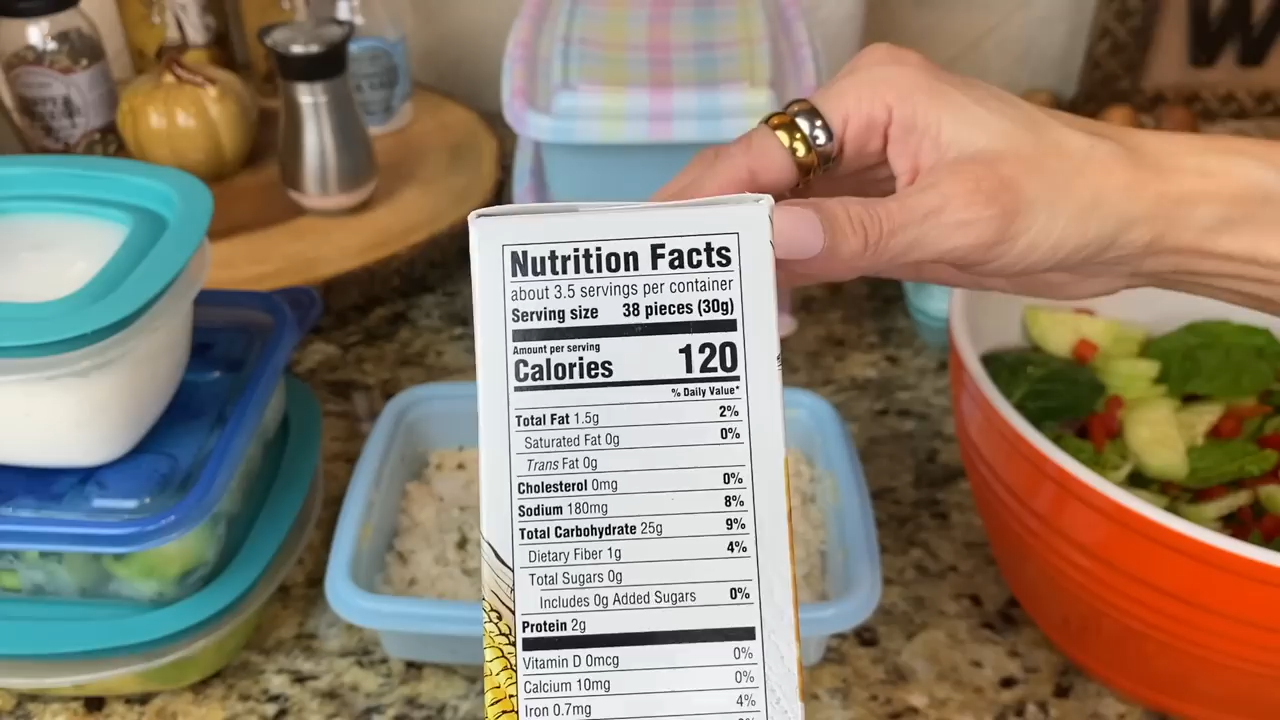 W
Nutrition Facts
about 3.5 servings per container
Serving size 38 pieces (30g)
Amount per serving
Calories 120
% Daily Value*
Total Fat 1.5g 2%
Saturated Fat 0g 0%
Trans Fat 0g
Cholesterol 0mg 0%
Sodium 180mg 8%
Total Carbohydrate 25g 9%
Dietary Fiber 1g 4%
Total Sugars 0g
Includes 0g Added Sugars 0%
Protein 2g
Vitamin D 0mcg 0%
Calcium 10mg 0%
Iron 0.7mg 4%